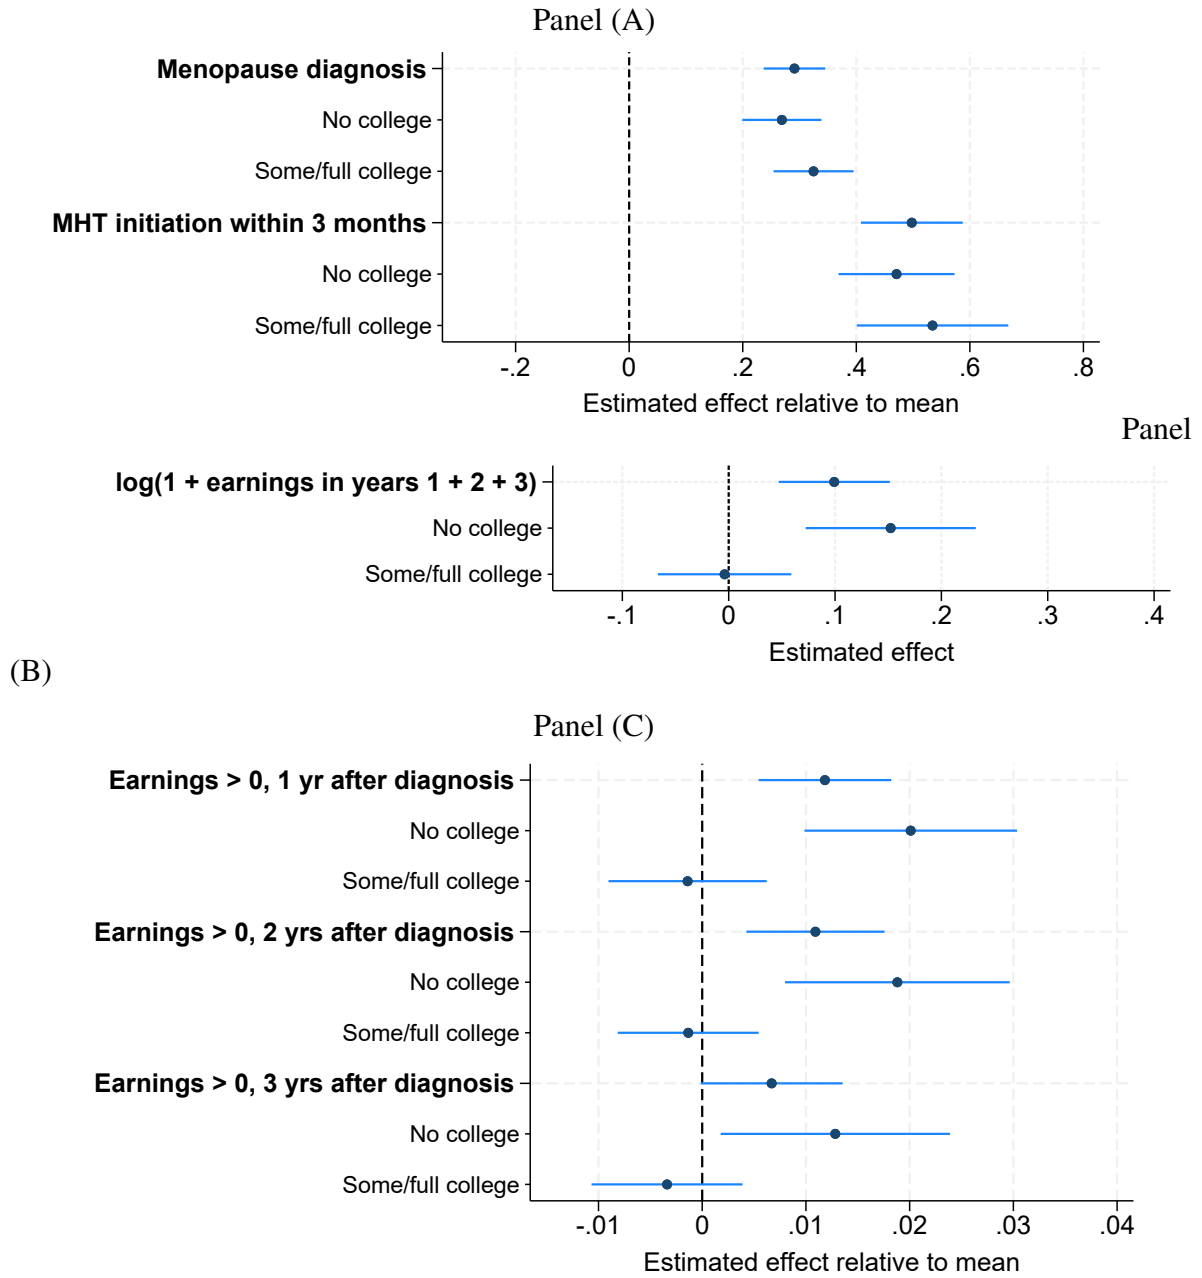 Panel (A)
Menopause diagnosis
No college
Some/full college
MHT initiation within 3 months
No college
Some/full college
-.2 0 .2 .4 .6 .8
Estimated effect relative to mean
Panel
log(1 + earnings in years 1 + 2 + 3)
No college
Some/full college
-.1 0 .1 .2 .3 .4
Estimated effect
(B)
Panel (C)
Earnings > 0, 1 yr after diagnosis
No college
Some/full college
Earnings > 0, 2 yrs after diagnosis
No college
Some/full college
Earnings > 0, 3 yrs after diagnosis
No college
Some/full college
-.01 0 .01 .02 .03 .04
Estimated effect relative to mean